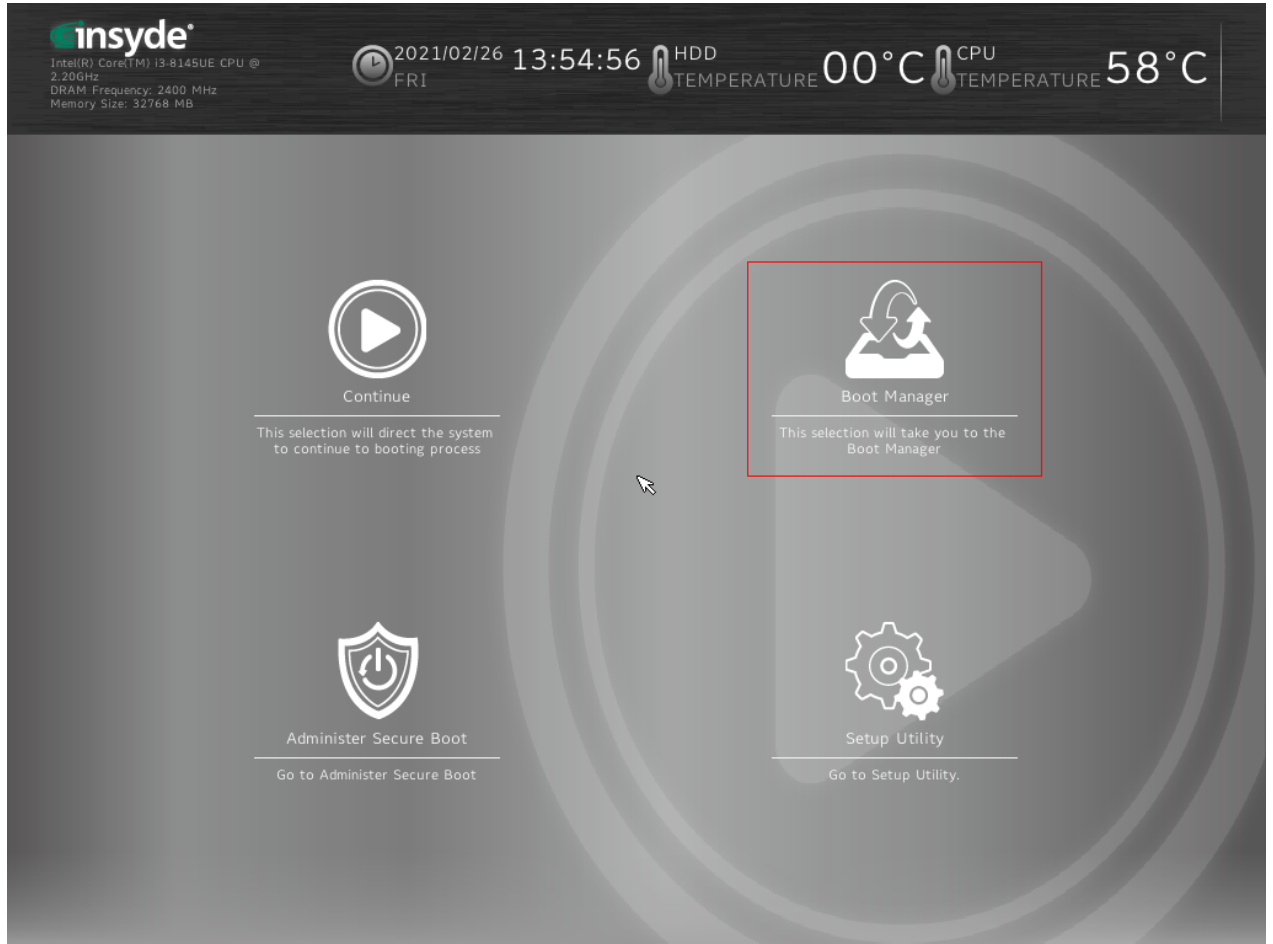 insyde®
Intel(R) Core(TM) i3-8145UE CPU @
2.20GHz
DRAM Frequency: 2400 MHz
Memory Size: 32768 MB
2021/02/26
FRI
13:54:56
HDD
TEMPERATURE
00°C
CPU
TEMPERATURE
58°C
Continue
This selection will direct the system
to continue to booting process
Boot Manager
This selection will take you to the
Boot Manager
Administer Secure Boot
Go to Administer Secure Boot
Setup Utility
Go to Setup Utility.